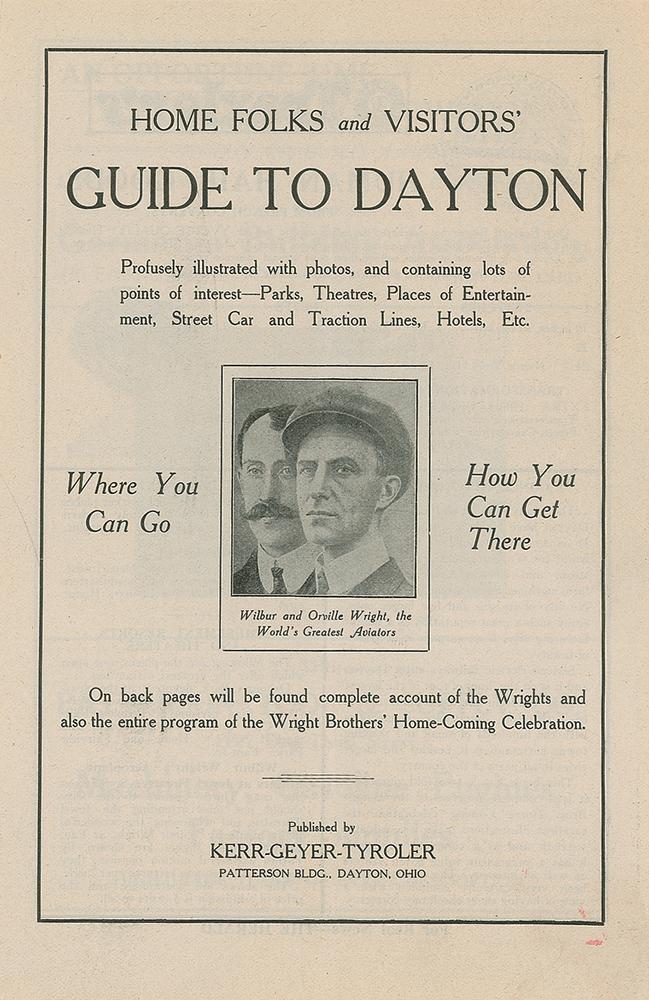 HOME FOLKS and VISITORS'
GUIDE TO DAYTON
Profusely illustrated with photos, and containing lots of
points of interest—Parks, Theatres, Places of Entertain-
ment, Street Car and Traction Lines, Hotels, Etc.
Where You
Can Go
How You
Can Get
There
Wilbur and Orville Wright, the
World's Greatest Aviators
On back pages will be found complete account of the Wrights and
also the entire program of the Wright Brothers' Home-Coming Celebration.
Published by
KERR-GEYER-TYROLER
PATTERSON BLDG., DAYTON, OHIO